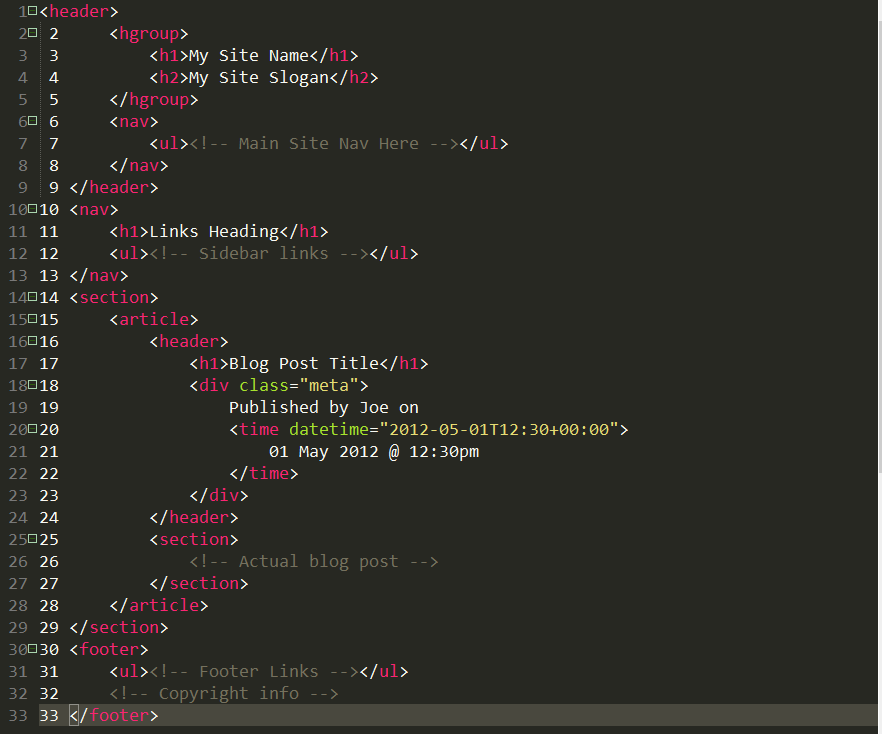 1 <header>
2  2     <hgroup>
3  3         <h1>My Site Name</h1>
4  4         <h2>My Site Slogan</h2>
5  5     </hgroup>
6  6     <nav>
7  7         <ul><!-- Main Site Nav Here --></ul>
8  8     </nav>
9  9 </header>
10 10 <nav>
11 11     <h1>Links Heading</h1>
12 12     <ul><!-- Sidebar links --></ul>
13 13 </nav>
14 14 <section>
15 15     <article>
16 16         <header>
17 17             <h1>Blog Post Title</h1>
18 18             <div class="meta">
19 19                 Published by Joe on
20 20                 <time datetime="2012-05-01T12:30+00:00">
21 21                     01 May 2012 @ 12:30pm
22 22                 </time>
23 23             </div>
24 24         </header>
25 25         <section>
26 26             <!-- Actual blog post -->
27 27         </section>
28 28     </article>
29 29 </section>
30 30 <footer>
31 31     <ul><!-- Footer Links --></ul>
32 32     <!-- Copyright info -->
33 33 </footer>